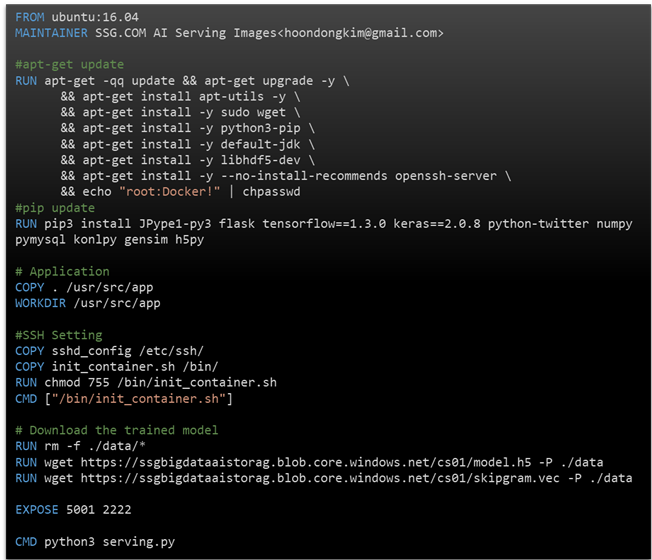 FROM ubuntu:16.04
MAINTAINER SSG.COM AI Serving Images<hoondongkim@gmail.com>

#apt-get update
RUN apt-get -qq update && apt-get upgrade -y \
      && apt-get install apt-utils -y \
      && apt-get install -y sudo wget \
      && apt-get install -y python3-pip \
      && apt-get install -y default-jdk \
      && apt-get install -y libhdf5-dev \
      && apt-get install -y --no-install-recommends openssh-server \
      && echo "root:Docker!" | chpasswd
#pip update
RUN pip3 install JPype1-py3 flask tensorflow==1.3.0 keras==2.0.8 python-twitter numpy
pymysql konlpy gensim h5py

# Application
COPY . /usr/src/app
WORKDIR /usr/src/app

#SSH Setting
COPY sshd_config /etc/ssh/
COPY init_container.sh /bin/
RUN chmod 755 /bin/init_container.sh
CMD ["/bin/init_container.sh"]

# Download the trained model
RUN rm -f ./data/*
RUN wget https://ssgbigdataaistorag.blob.core.windows.net/cs01/model.h5 -P ./data
RUN wget https://ssgbigdataaistorag.blob.core.windows.net/cs01/skipgram.vec -P ./data

EXPOSE 5001 2222

CMD python3 serving.py